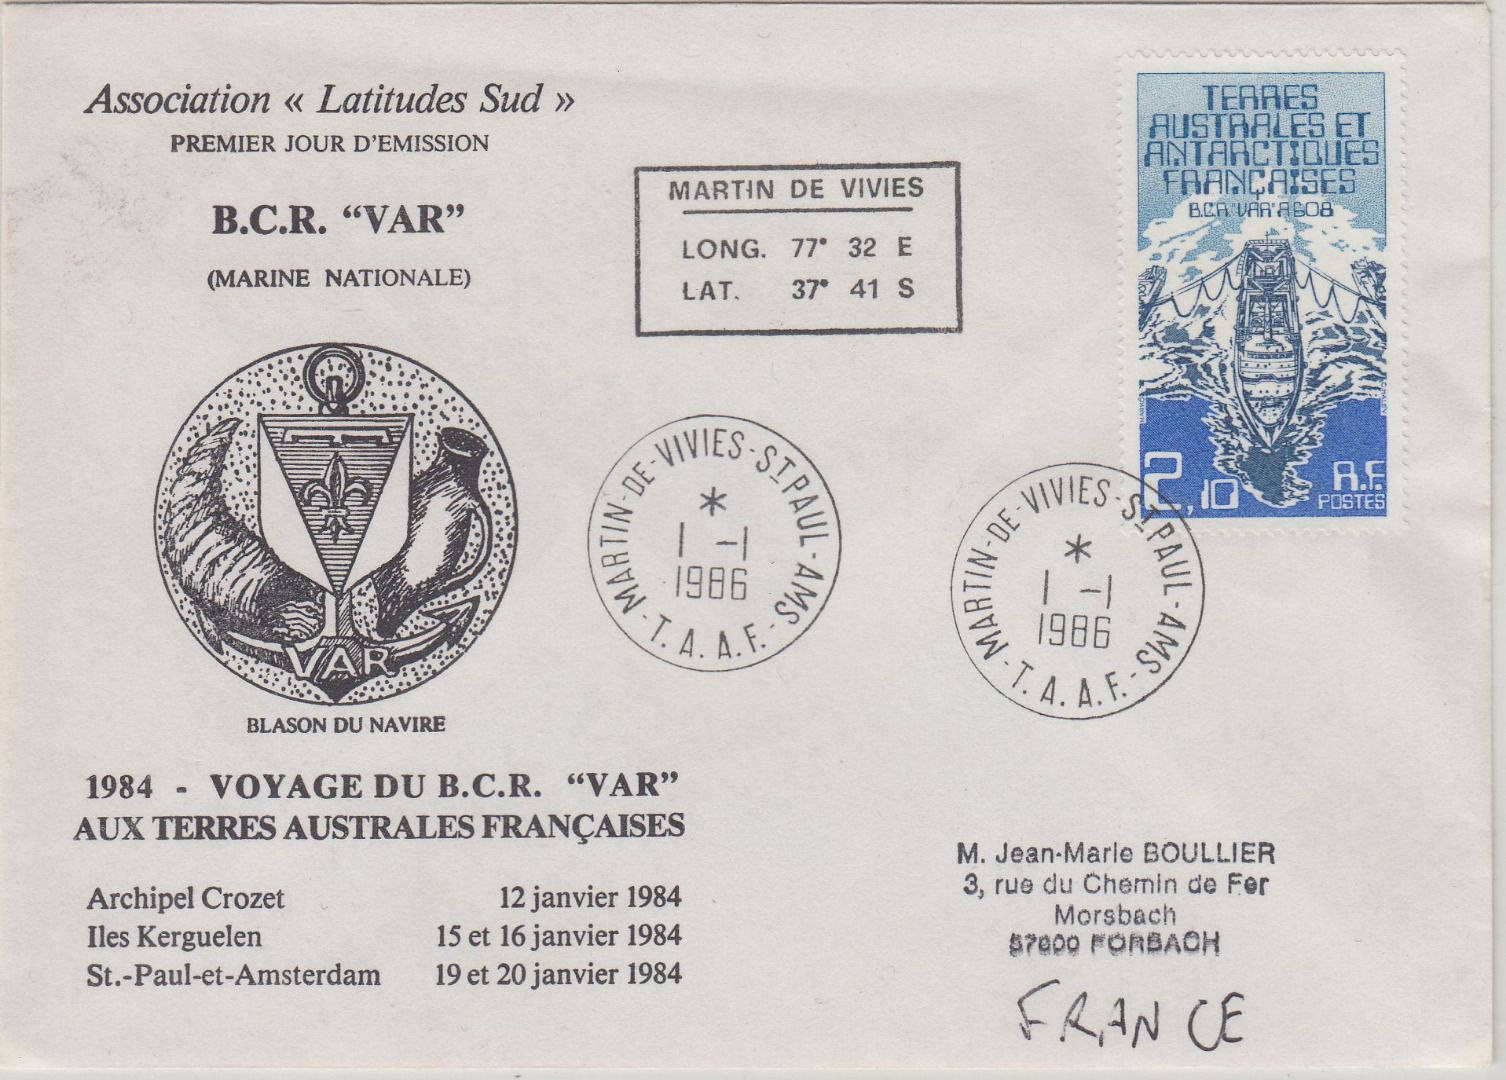 Association « Latitudes Sud »
PREMIER JOUR D'EMISSION
B.C.R. “VAR”
(MARINE NATIONALE)
VAR
BLASON DU NAVIRE
1984 - VOYAGE DU B.C.R. “VAR”
AUX TERRES AUSTRALES FRANÇAISES
Archipel Crozet 12 janvier 1984
Iles Kerguelen 15 et 16 janvier 1984
St.-Paul-et-Amsterdam 19 et 20 janvier 1984
MARTIN DE VIVIES
LONG. 77° 32 E
LAT. 37° 41 S
MARTIN-DE-VIVIES-ST PAUL-AMS
*
1 -1
1986
T.A.A.F.
MARTIN-DE-VIVIES-ST PAUL-AMS
*
1 -1
1986
T.A.A.F.
TERRES
AUSTRALES ET
ANTARCTIQUES
FRANÇAISES
B.C.R. "VAR" A 608
2,10
R.F.
POSTES
M. Jean-Marie BOULLIER
3, rue du Chemin de Fer
Morsbach
57600 FORBACH
FRANCE